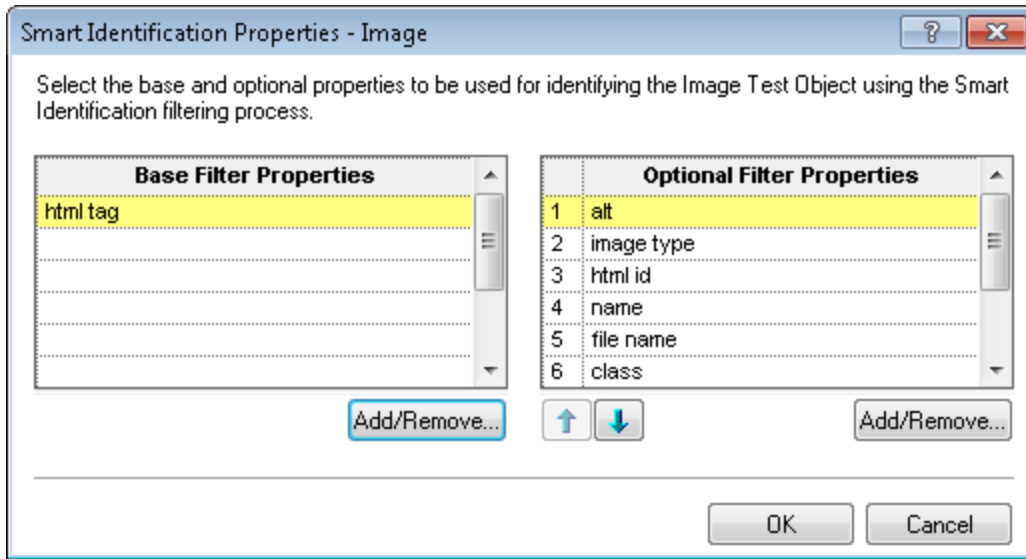 Smart Identification Properties - Image
Select the base and optional properties to be used for identifying the Image Test Object using the Smart
Identification filtering process.
Base Filter Properties
html tag
Add/Remove...
Optional Filter Properties
1 alt
2 image type
3 html id
4 name
5 file name
6 class
Add/Remove...
OK
Cancel